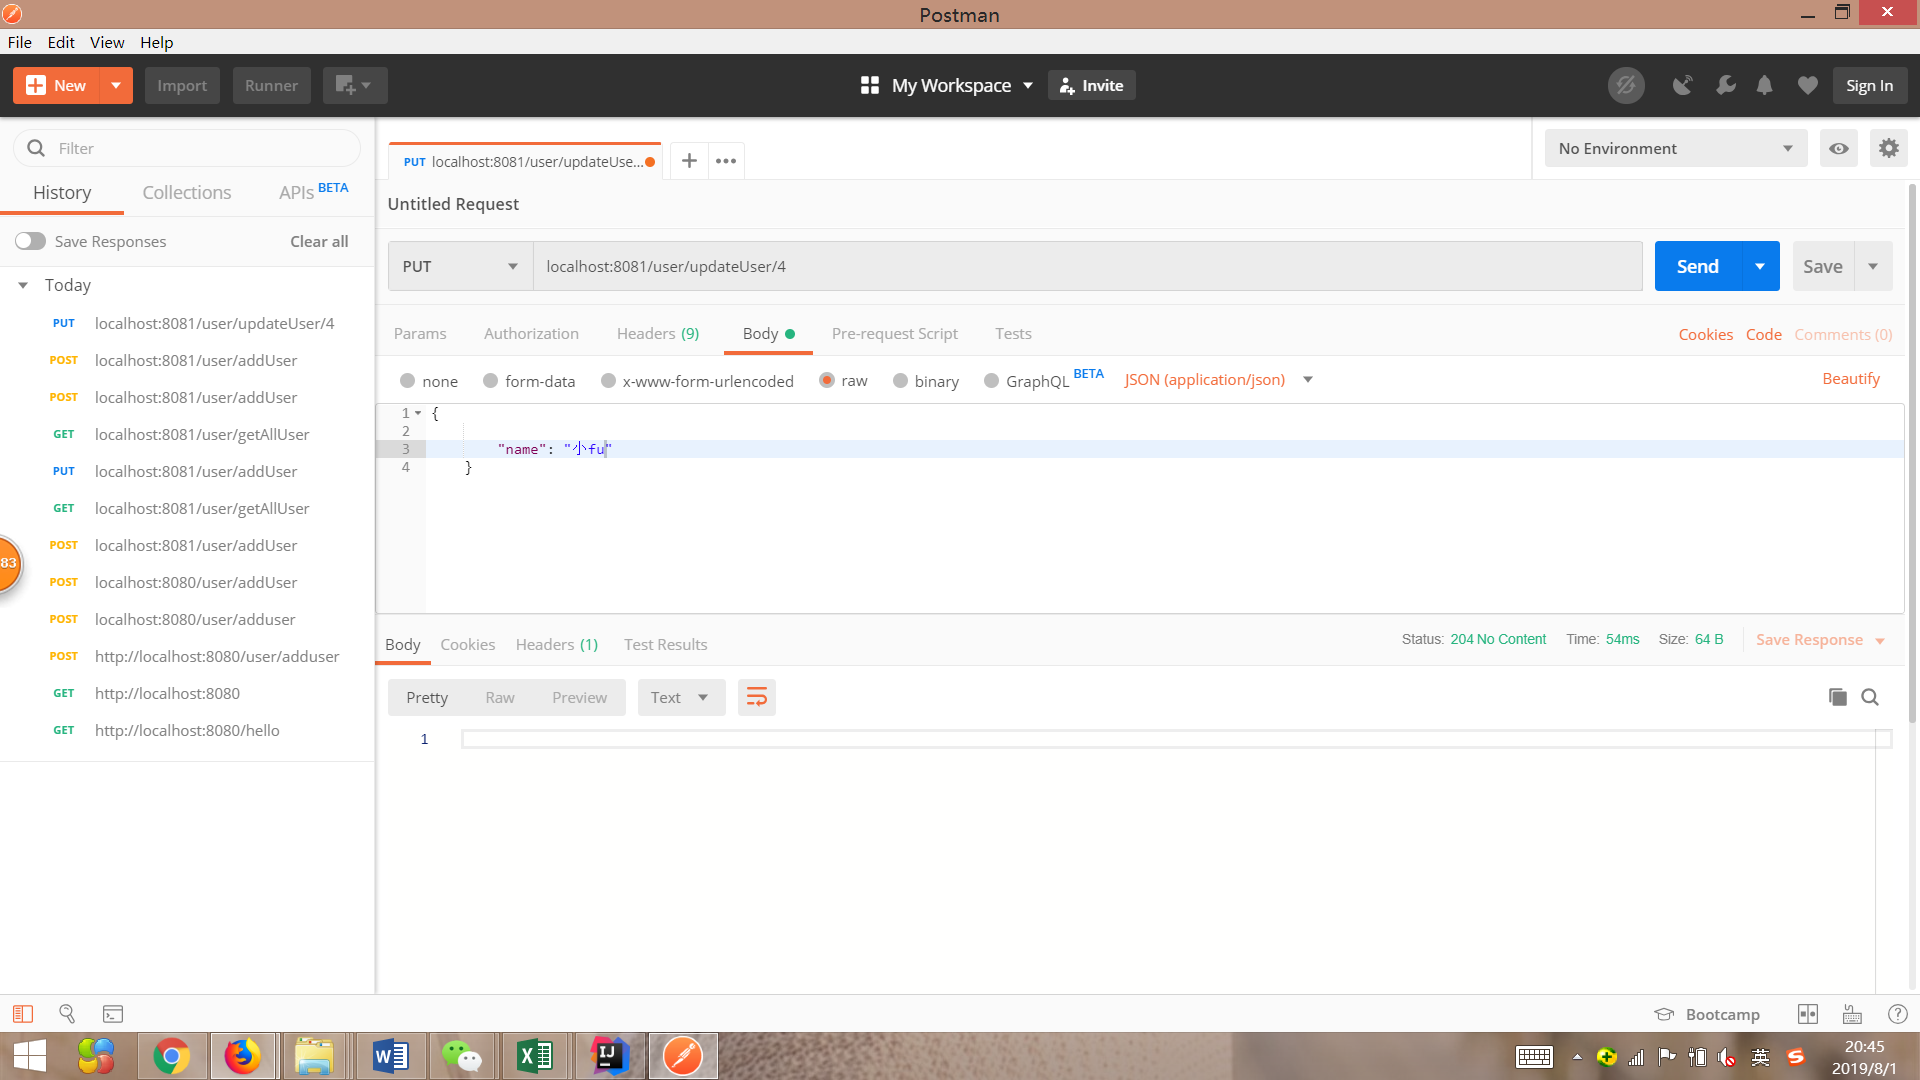 Postman
File Edit View Help
New Import Runner My Workspace Invite Sign In
Filter
History Collections APIs BETA
Save Responses Clear all
Today
PUT localhost:8081/user/updateUser/4
POST localhost:8081/user/addUser
POST localhost:8081/user/addUser
GET localhost:8081/user/getAllUser
PUT localhost:8081/user/addUser
GET localhost:8081/user/getAllUser
POST localhost:8081/user/addUser
POST localhost:8080/user/addUser
POST localhost:8080/user/adduser
POST http://localhost:8080/user/adduser
GET http://localhost:8080
GET http://localhost:8080/hello
83
PUT localhost:8081/user/updateUse...
No Environment
Untitled Request
PUT localhost:8081/user/updateUser/4 Send Save
Params Authorization Headers (9) Body Pre-request Script Tests Cookies Code Comments (0)
none form-data x-www-form-urlencoded raw binary GraphQL BETA JSON (application/json) Beautify
1 {
2
3 "name": "小fu"
4 }
Body Cookies Headers (1) Test Results Status: 204 No Content Time: 54ms Size: 64 B Save Response
Pretty Raw Preview Text
1
Bootcamp
英
20:45
2019/8/1